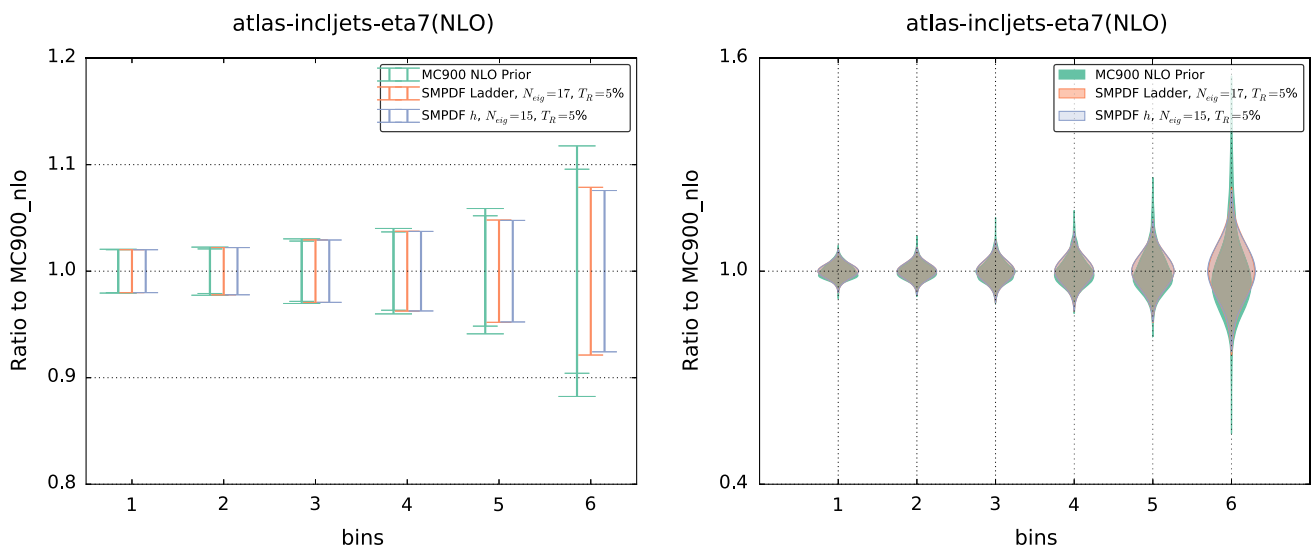 atlas-incljets-eta7(NLO)
1.2
1.1
1.0
0.9
0.8
Ratio to MC900_nlo
MC900 NLO Prior
SMPDF Ladder, N_eig=17, T_R=5%
SMPDF h, N_eig=15, T_R=5%
1 2 3 4 5 6
bins
atlas-incljets-eta7(NLO)
1.6
1.0
0.4
Ratio to MC900_nlo
MC900 NLO Prior
SMPDF Ladder, N_eig=17, T_R=5%
SMPDF h, N_eig=15, T_R=5%
1 2 3 4 5 6
bins